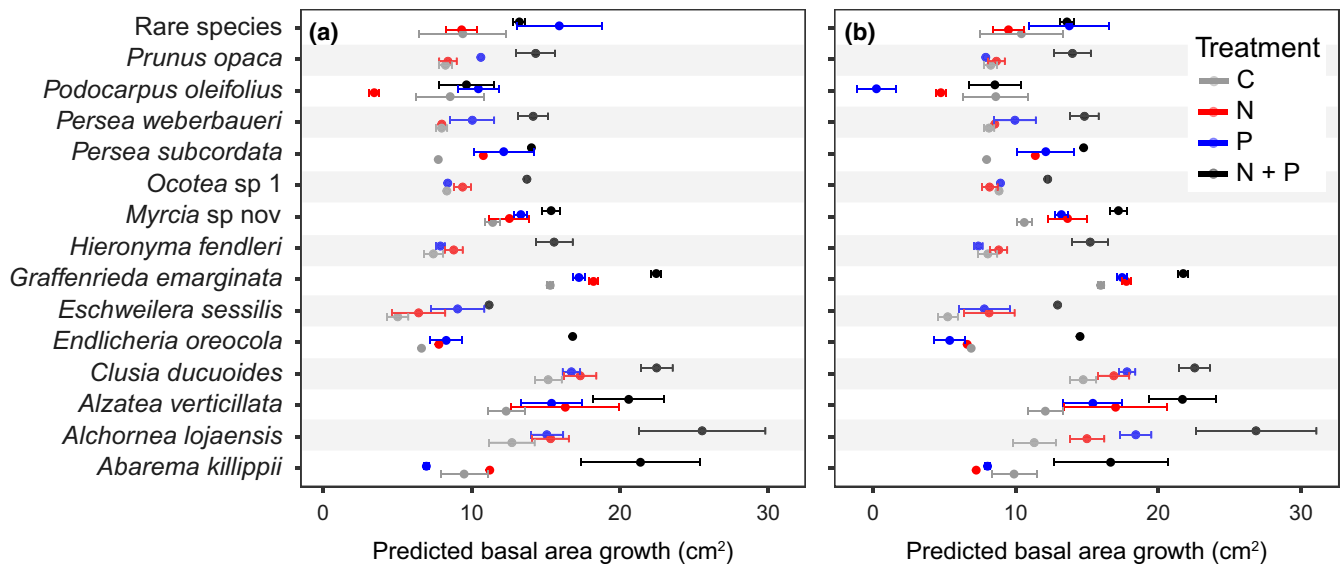 Rare species
Prunus opaca
Podocarpus oleifolius
Persea weberbaueri
Persea subcordata
Ocotea sp 1
Myrcia sp nov
Hieronyma fendleri
Graffenrieda emarginata
Eschweilera sessilis
Endlicheria oreocola
Clusia ducuoides
Alzatea verticillata
Alchornea lojaensis
Abarema killippii
(a)
0 10 20 30
Predicted basal area growth (cm²)
(b)
Treatment
C
N
P
N + P
0 10 20 30
Predicted basal area growth (cm²)